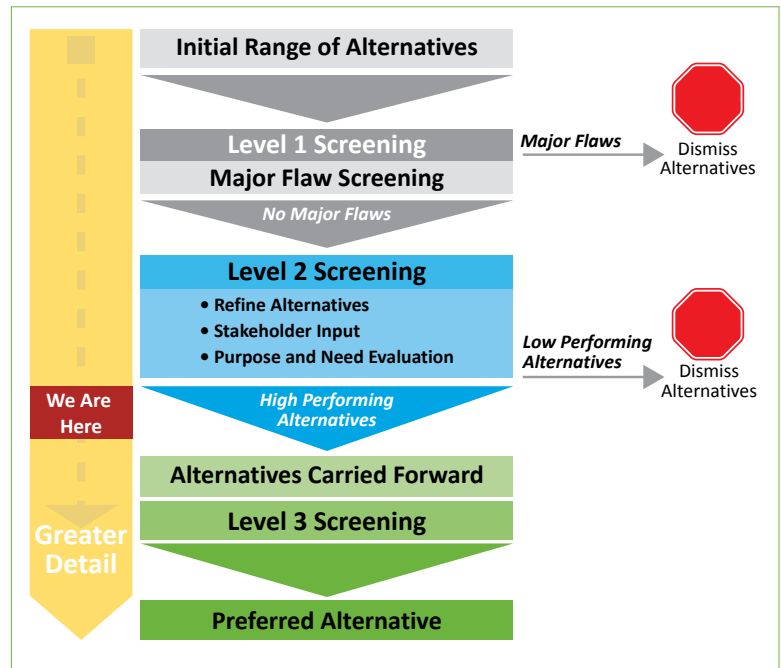 Initial Range of Alternatives
Level 1 Screening
Major Flaws
Dismiss
Alternatives
Major Flaw Screening
No Major Flaws
Level 2 Screening
• Refine Alternatives
• Stakeholder Input
• Purpose and Need Evaluation
Low Performing
Alternatives
Dismiss
Alternatives
We Are
Here
High Performing
Alternatives
Alternatives Carried Forward
Level 3 Screening
Greater
Detail
Preferred Alternative